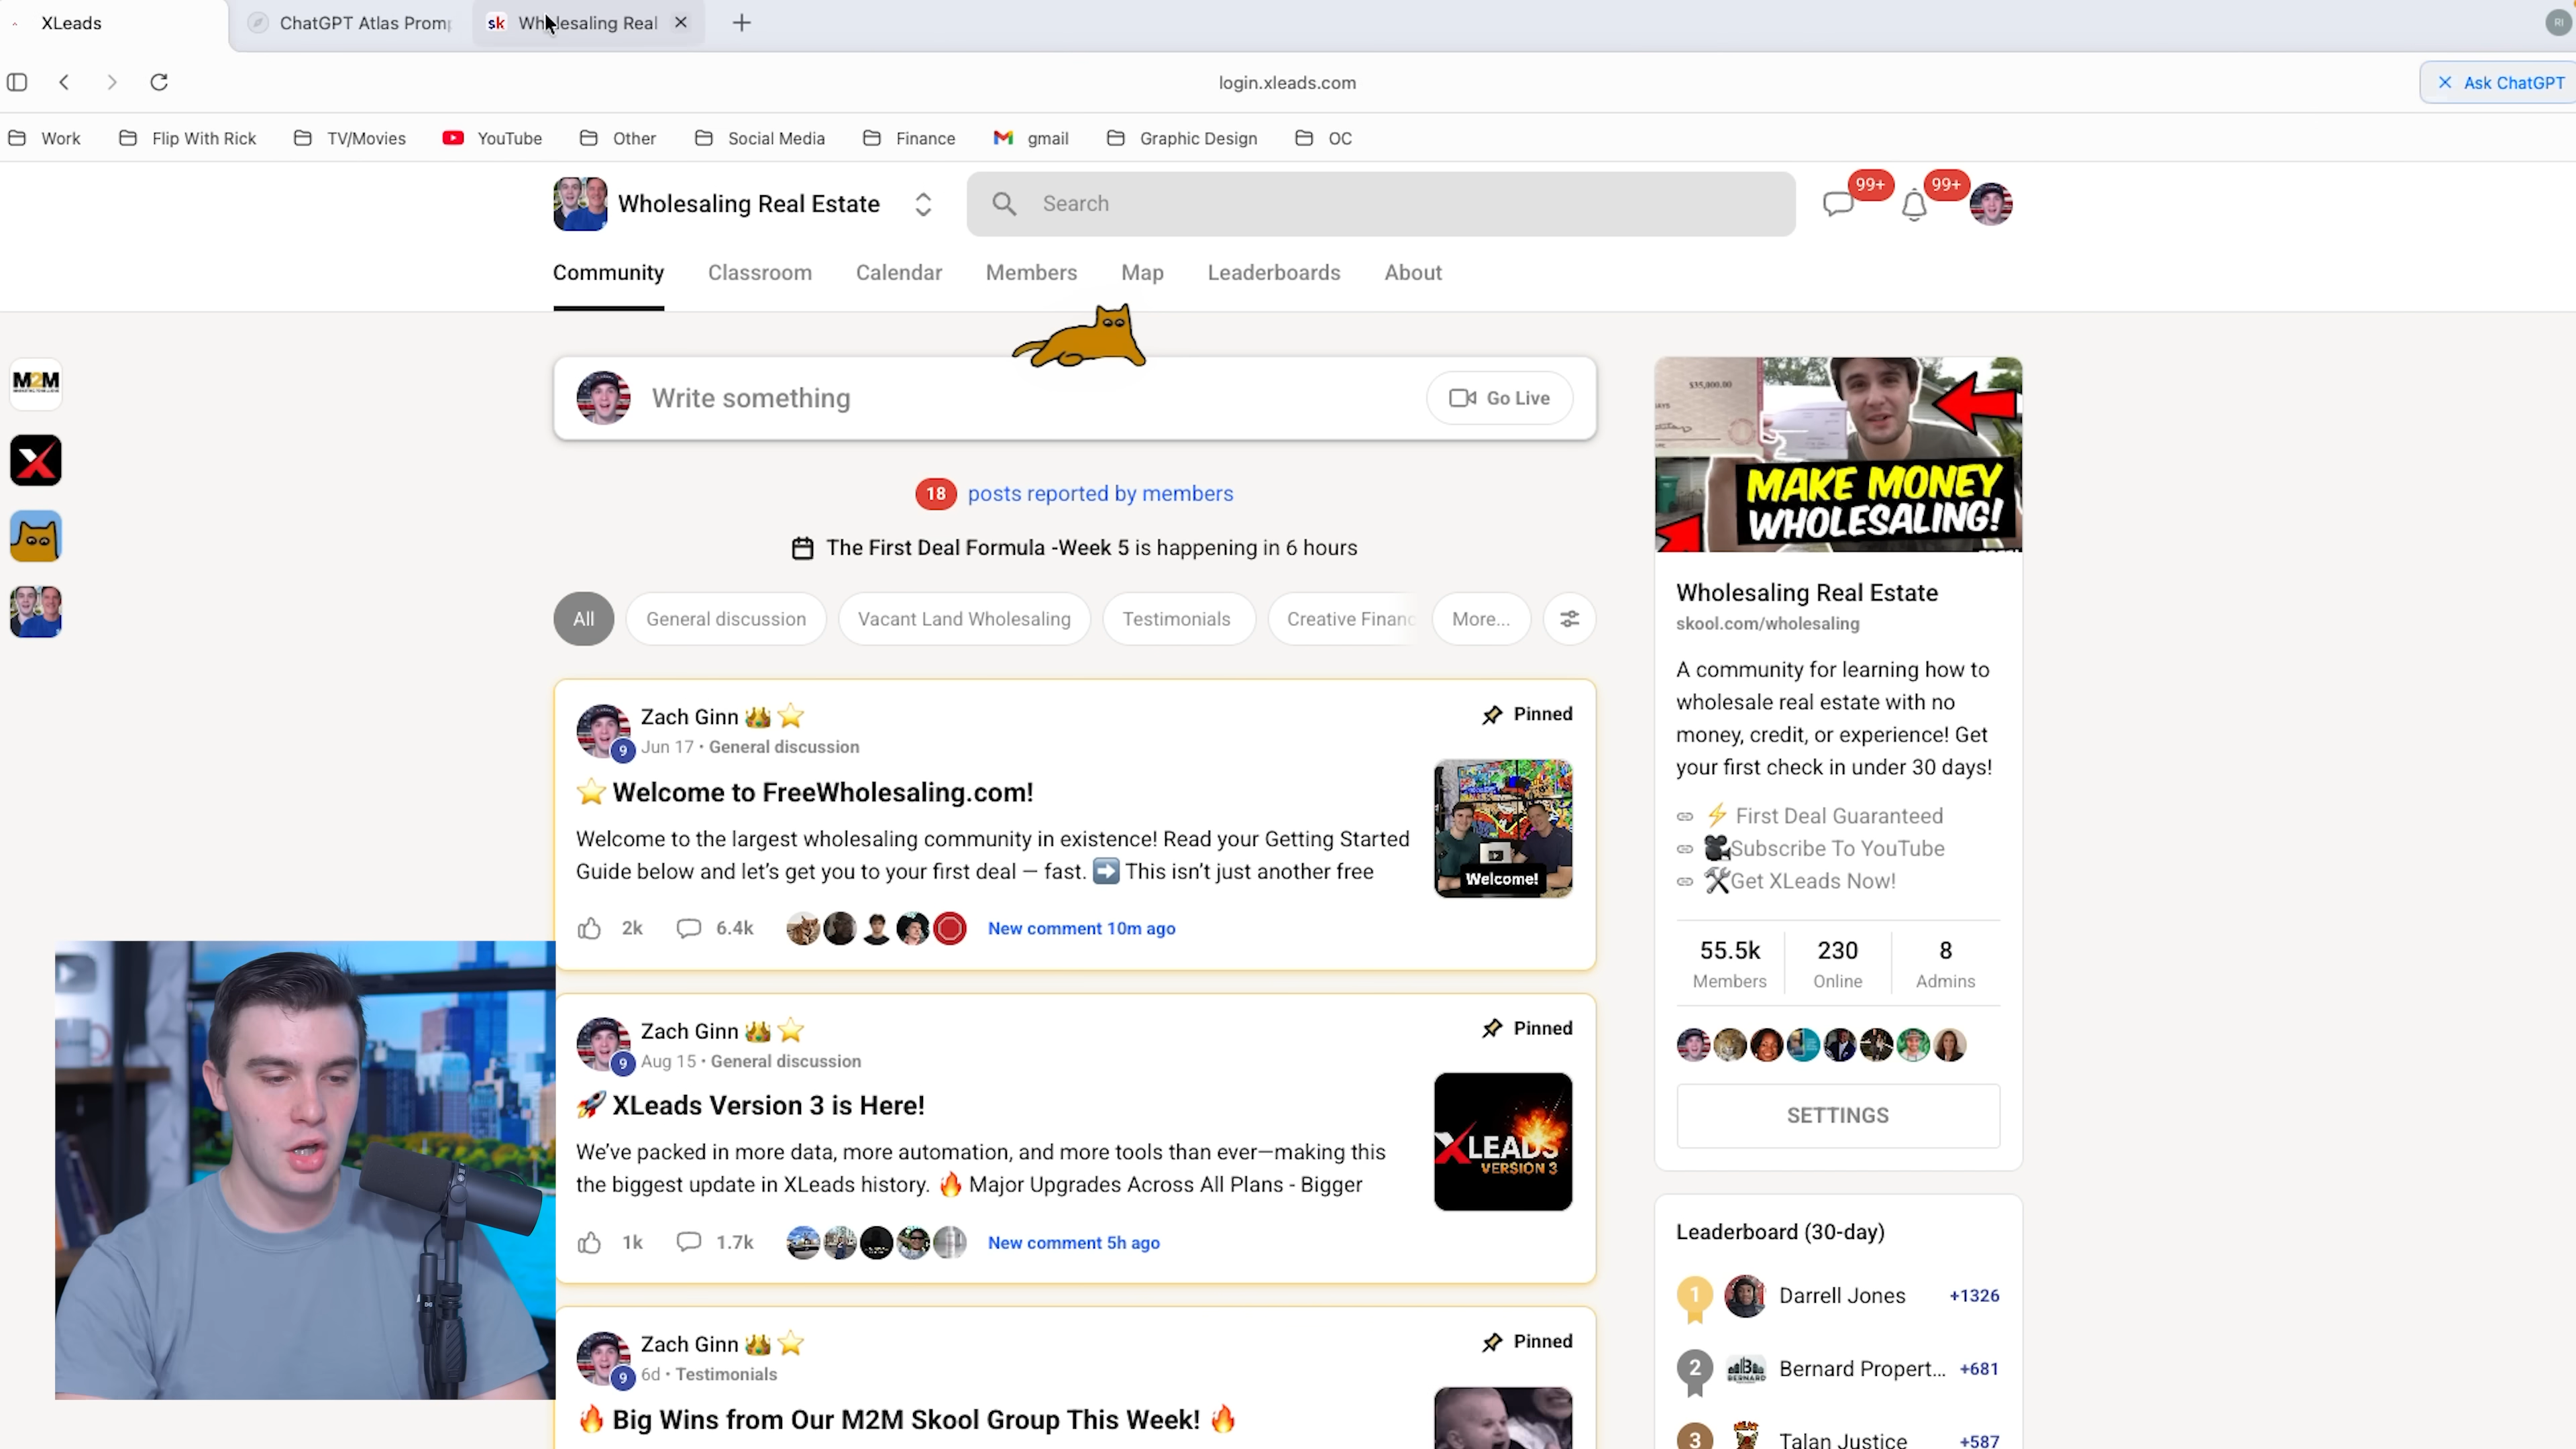 XLeads
ChatGPT Atlas Promp
sk Wholesaling Real
RI
login.xleads.com
Ask ChatGPT
Work
Flip With Rick
TV/Movies
YouTube
Other
Social Media
Finance
gmail
Graphic Design
OC
Wholesaling Real Estate
Search
99+
99+
Community
Classroom
Calendar
Members
Map
Leaderboards
About
M2M
X
Write something
Go Live
18 posts reported by members
The First Deal Formula -Week 5 is happening in 6 hours
All
General discussion
Vacant Land Wholesaling
Testimonials
Creative Financ
More...
Zach Ginn 👑 ⭐
Pinned
9
Jun 17 • General discussion
⭐ Welcome to FreeWholesaling.com!
Welcome to the largest wholesaling community in existence! Read your Getting Started
Guide below and let's get you to your first deal — fast. ➡️ This isn't just another free
Welcome!
2k
6.4k
New comment 10m ago
Zach Ginn 👑 ⭐
Pinned
9
Aug 15 • General discussion
🚀 XLeads Version 3 is Here!
We've packed in more data, more automation, and more tools than ever—making this
the biggest update in XLeads history. 🔥 Major Upgrades Across All Plans - Bigger
XLEADS
VERSION 3
1k
1.7k
New comment 5h ago
Zach Ginn 👑 ⭐
Pinned
9
6d • Testimonials
🔥 Big Wins from Our M2M Skool Group This Week! 🔥
$35,000.00
MAKE MONEY
WHOLESALING!
Wholesaling Real Estate
skool.com/wholesaling
A community for learning how to
wholesale real estate with no
money, credit, or experience! Get
your first check in under 30 days!
⚡ First Deal Guaranteed
🎥Subscribe To YouTube
🛠Get XLeads Now!
55.5k
Members
230
Online
8
Admins
SETTINGS
Leaderboard (30-day)
1
Darrell Jones
+1326
2
BERNARD
Bernard Propert...
+681
3
Talan Justice
+587